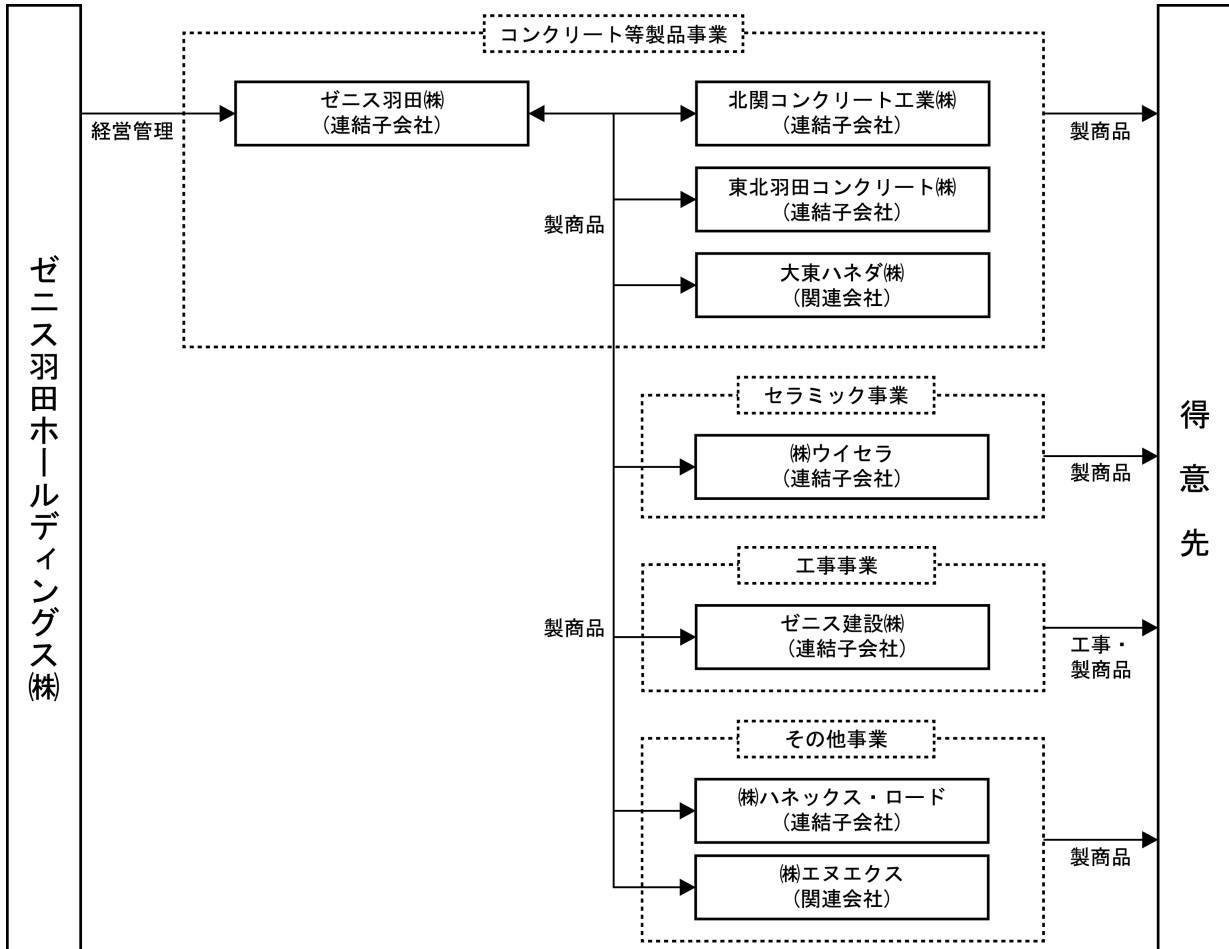 ゼニス羽田ホールディングス㈱
コンクリート等製品事業
経営管理
ゼニス羽田㈱
(連結子会社)
製商品
北関コンクリート工業㈱
(連結子会社)
東北羽田コンクリート㈱
(連結子会社)
大東ハネダ㈱
(関連会社)
製商品
セラミック事業
㈱ウイセラ
(連結子会社)
製商品
製商品
工事事業
ゼニス建設㈱
(連結子会社)
工事・
製商品
その他事業
㈱ハネックス・ロード
(連結子会社)
㈱エヌエクス
(関連会社)
製商品
得意先